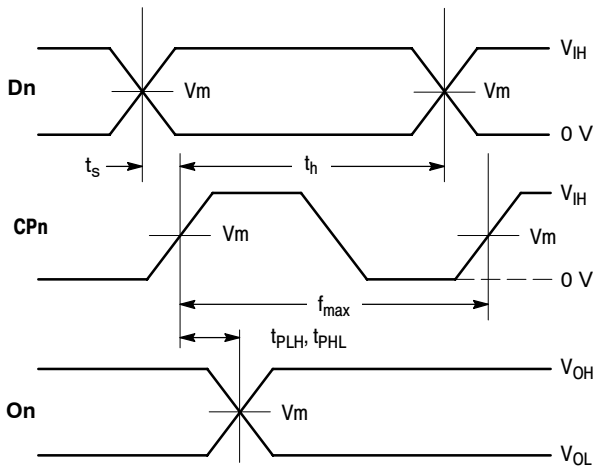 V_IH
Dn
Vm
Vm
0 V
t_s
t_h
V_IH
CPn
Vm
Vm
0 V
f_max
t_PLH, t_PHL
V_OH
On
Vm
V_OL